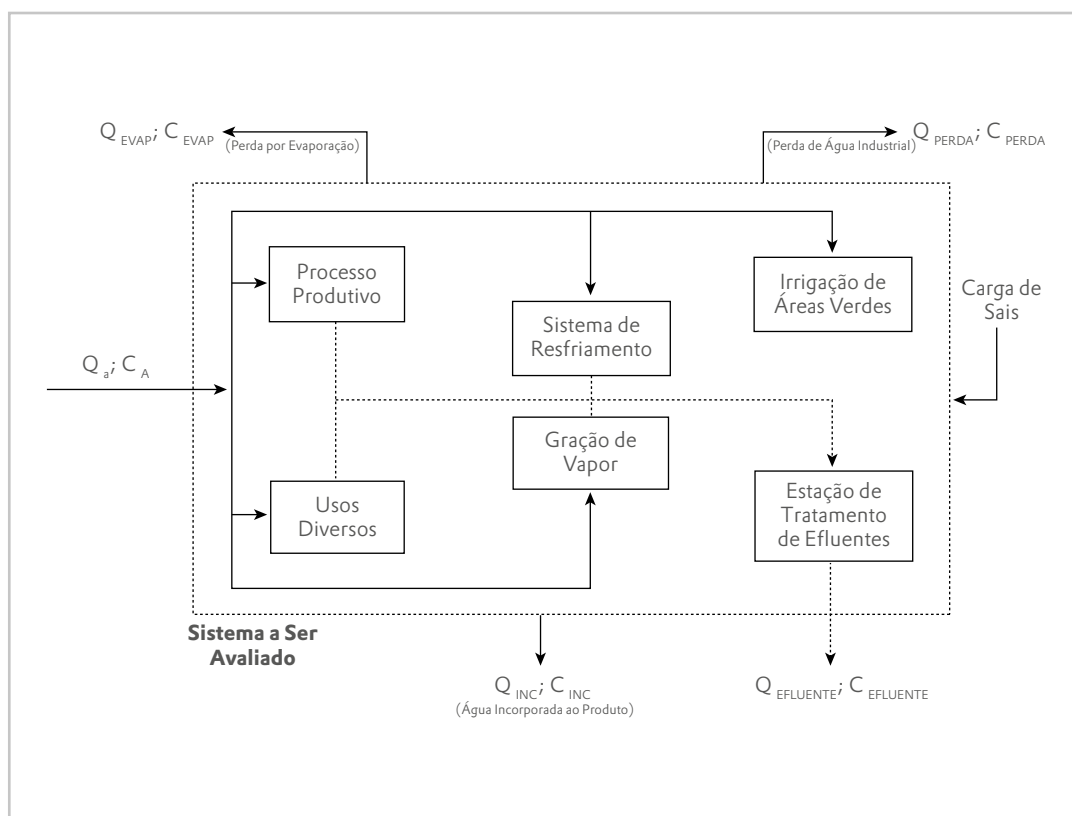 Q EVAP; C EVAP
(Perda por Evaporação)
Q PERDA; C PERDA
(Perda de Água Industrial)
Processo
Produtivo
Irrigação de
Áreas Verdes
Carga de
Sais
Sistema de
Resfriamento
Q a; C A
Gração de
Vapor
Usos
Diversos
Estação de
Tratamento
de Efluentes
Sistema a Ser
Avaliado
Q INC; C INC
(Água Incorporada ao Produto)
Q EFLUENTE; C EFLUENTE